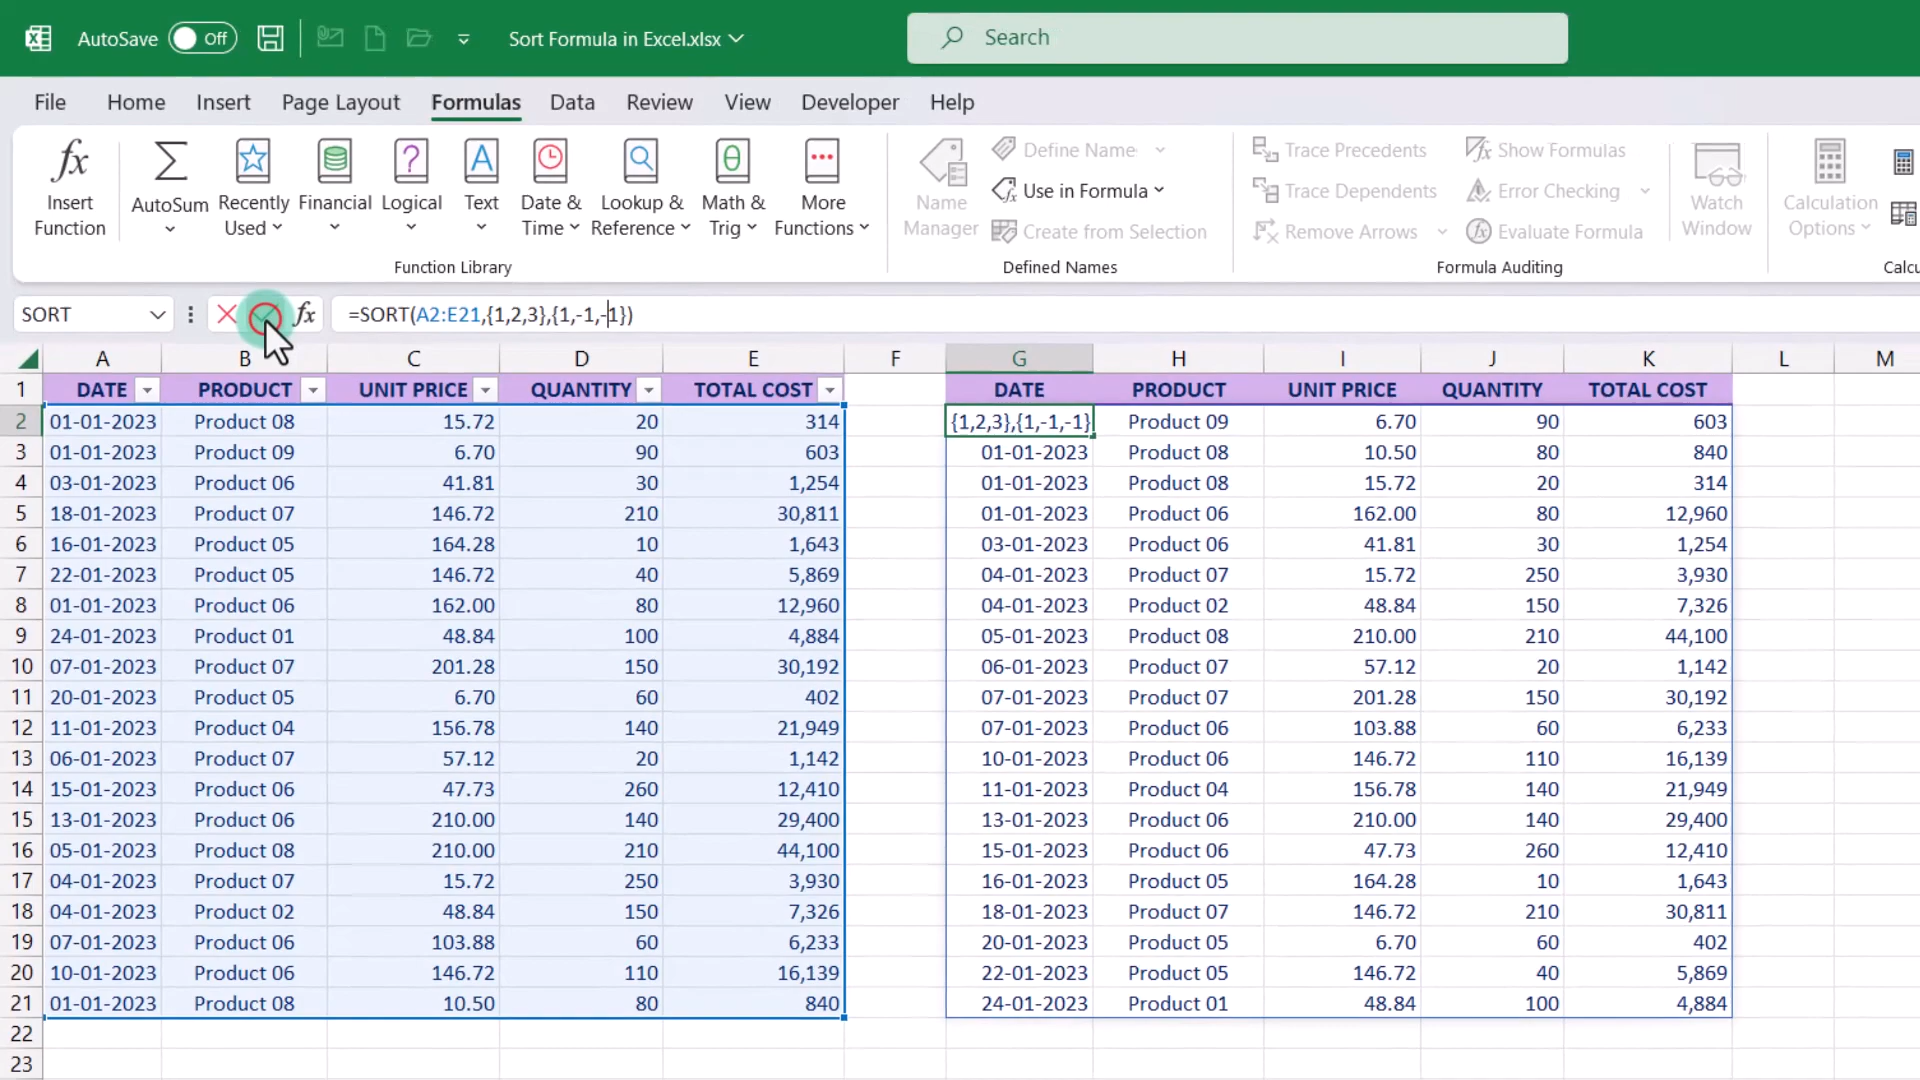 AutoSave Off Sort Formula in Excel.xlsx Search
File Home Insert Page Layout Formulas Data Review View Developer Help
Insert Function AutoSum Recently Used Financial Logical Text Date & Time Lookup & Reference Math & Trig More Functions
Function Library
Name Manager
Define Name
Use in Formula
Create from Selection
Defined Names
Trace Precedents Show Formulas
Trace Dependents Error Checking
Remove Arrows Evaluate Formula
Formula Auditing
Watch Window
Calculation Options
Calcu
SORT fx =SORT(A2:E21,{1,2,3},{1,-1,-1})
A B C D E F G H I J K L M
1 DATE PRODUCT UNIT PRICE QUANTITY TOTAL COST DATE PRODUCT UNIT PRICE QUANTITY TOTAL COST
2 01-01-2023 Product 08 15.72 20 314 {1,2,3},{1,-1,-1} Product 09 6.70 90 603
3 01-01-2023 Product 09 6.70 90 603 01-01-2023 Product 08 10.50 80 840
4 03-01-2023 Product 06 41.81 30 1,254 01-01-2023 Product 08 15.72 20 314
5 18-01-2023 Product 07 146.72 210 30,811 01-01-2023 Product 06 162.00 80 12,960
6 16-01-2023 Product 05 164.28 10 1,643 03-01-2023 Product 06 41.81 30 1,254
7 22-01-2023 Product 05 146.72 40 5,869 04-01-2023 Product 07 15.72 250 3,930
8 01-01-2023 Product 06 162.00 80 12,960 04-01-2023 Product 02 48.84 150 7,326
9 24-01-2023 Product 01 48.84 100 4,884 05-01-2023 Product 08 210.00 210 44,100
10 07-01-2023 Product 07 201.28 150 30,192 06-01-2023 Product 07 57.12 20 1,142
11 20-01-2023 Product 05 6.70 60 402 07-01-2023 Product 07 201.28 150 30,192
12 11-01-2023 Product 04 156.78 140 21,949 07-01-2023 Product 06 103.88 60 6,233
13 06-01-2023 Product 07 57.12 20 1,142 10-01-2023 Product 06 146.72 110 16,139
14 15-01-2023 Product 06 47.73 260 12,410 11-01-2023 Product 04 156.78 140 21,949
15 13-01-2023 Product 06 210.00 140 29,400 13-01-2023 Product 06 210.00 140 29,400
16 05-01-2023 Product 08 210.00 210 44,100 15-01-2023 Product 06 47.73 260 12,410
17 04-01-2023 Product 07 15.72 250 3,930 16-01-2023 Product 05 164.28 10 1,643
18 04-01-2023 Product 02 48.84 150 7,326 18-01-2023 Product 07 146.72 210 30,811
19 07-01-2023 Product 06 103.88 60 6,233 20-01-2023 Product 05 6.70 60 402
20 10-01-2023 Product 06 146.72 110 16,139 22-01-2023 Product 05 146.72 40 5,869
21 01-01-2023 Product 08 10.50 80 840 24-01-2023 Product 01 48.84 100 4,884
22
23